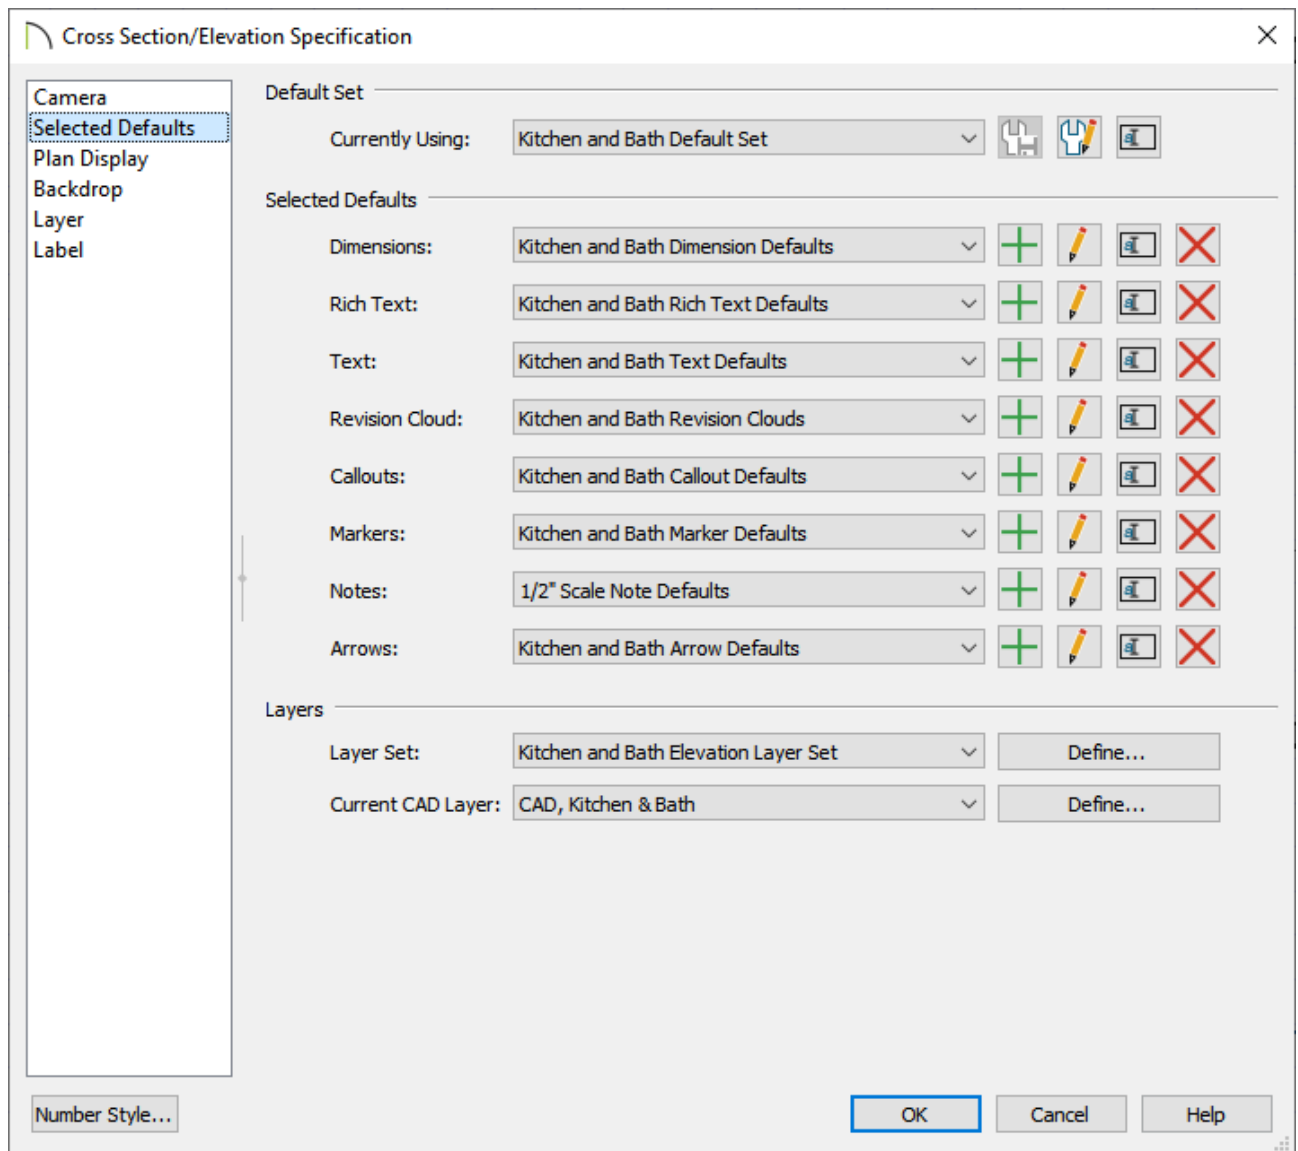 Cross Section/Elevation Specification
Camera
Selected Defaults
Plan Display
Backdrop
Layer
Label
Default Set
Currently Using: Kitchen and Bath Default Set
Selected Defaults
Dimensions: Kitchen and Bath Dimension Defaults
Rich Text: Kitchen and Bath Rich Text Defaults
Text: Kitchen and Bath Text Defaults
Revision Cloud: Kitchen and Bath Revision Clouds
Callouts: Kitchen and Bath Callout Defaults
Markers: Kitchen and Bath Marker Defaults
Notes: 1/2" Scale Note Defaults
Arrows: Kitchen and Bath Arrow Defaults
Layers
Layer Set: Kitchen and Bath Elevation Layer Set Define...
Current CAD Layer: CAD, Kitchen & Bath Define...
Number Style... OK Cancel Help